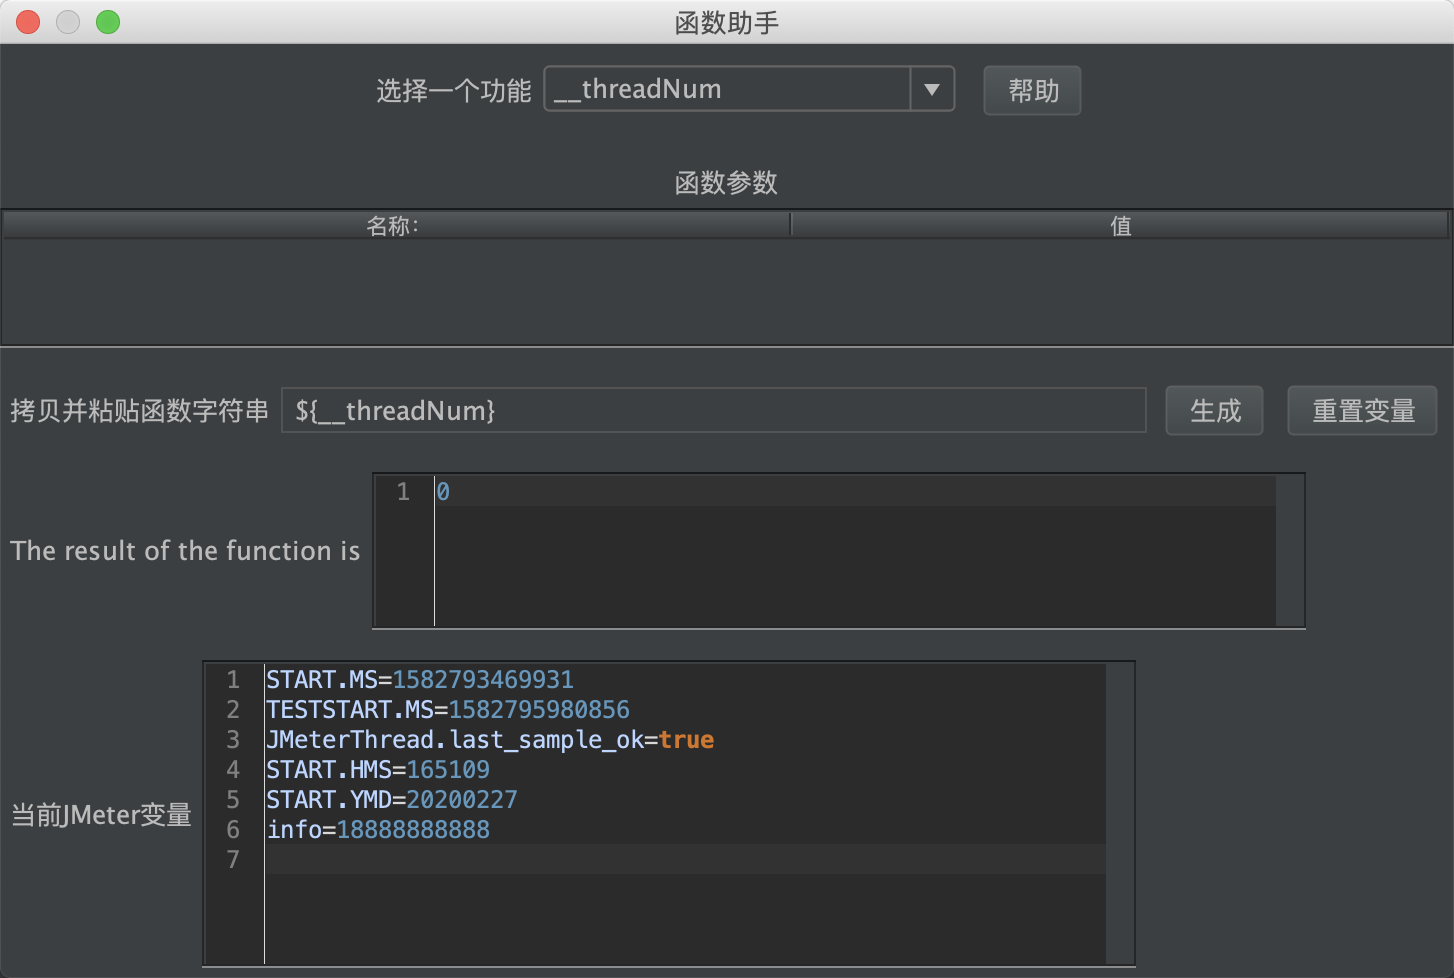 函数助手
选择一个功能 __threadNum 帮助
函数参数
名称: 值
拷贝并粘贴函数字符串 ${__threadNum} 生成 重置变量
1 0
The result of the function is
1 START.MS=1582793469931
2 TESTSTART.MS=1582795980856
3 JMeterThread.last_sample_ok=true
4 START.HMS=165109
5 START.YMD=20200227
当前JMeter变量
6 info=18888888888
7